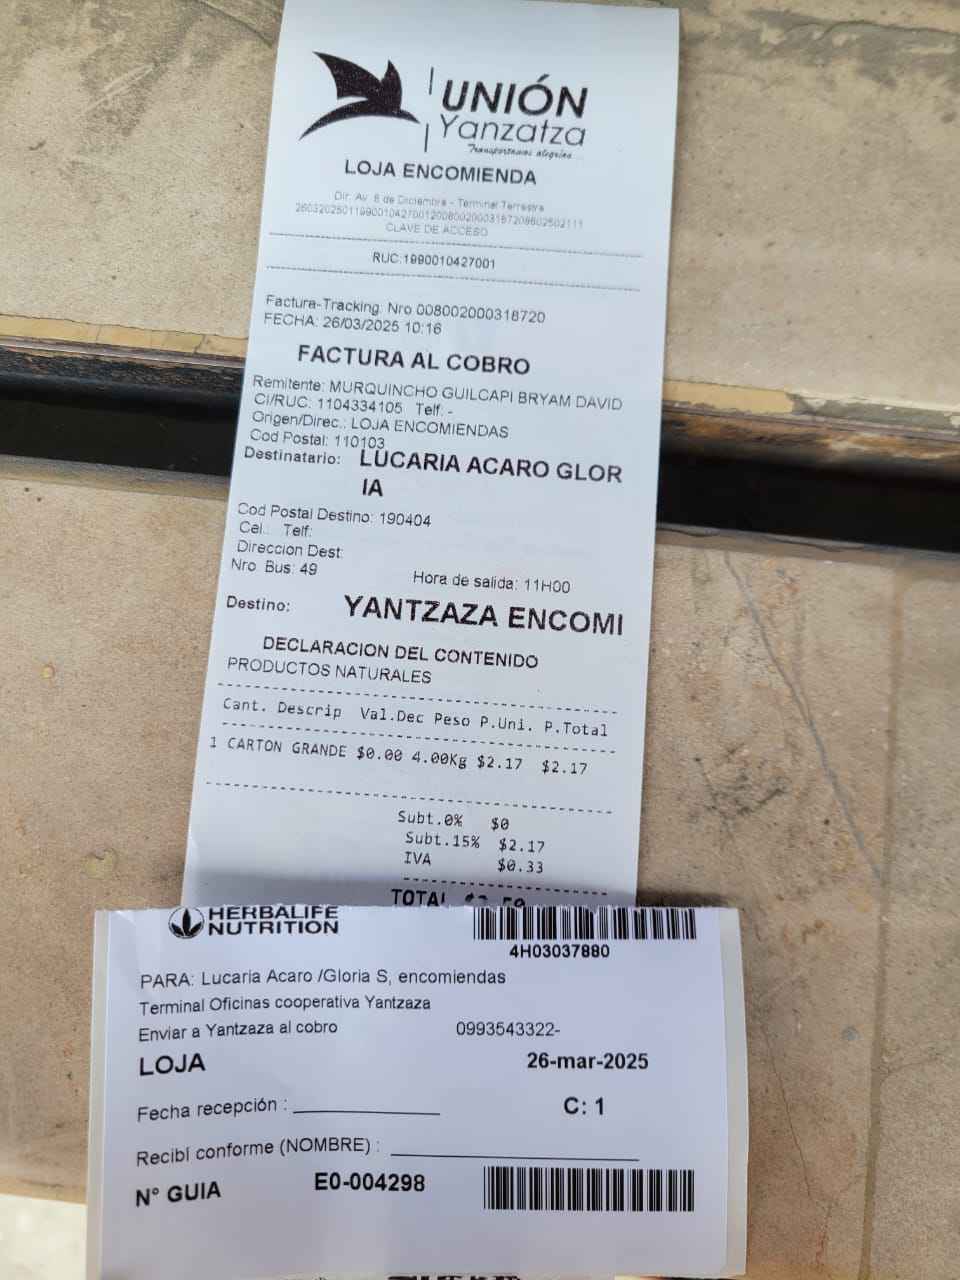 UNIÓN
Yanzatza
Transportamos alegrías...
LOJA ENCOMIENDA
Dir. Av. 8 de Diciembre - Terminal Terrestre
CLAVE DE ACCESO
RUC:1990010427001
Factura-Tracking: Nro 008002000318720
FECHA: 26/03/2025 10:16
FACTURA AL COBRO
Remitente: MURQUINCHO GUILCAPI BRYAM DAVID
CI/RUC: 1104334105 Telf: -
Origen/Direc.: LOJA ENCOMIENDAS
Cod Postal: 110103
Destinatario: LUCARIA ACARO GLOR
IA
Cod Postal Destino: 190404
Cel.: Telf:
Direccion Dest:
Nro. Bus: 49 Hora de salida: 11H00
Destino: YANTZAZA ENCOMI
DECLARACION DEL CONTENIDO
PRODUCTOS NATURALES
Cant. Descrip Val.Dec Peso P.Uni. P.Total
1 CARTON GRANDE $0.00 4.00Kg $2.17 $2.17
Subt.0% $0
Subt.15% $2.17
IVA $0.33
TOTAL
HERBALIFE
NUTRITION
4H03037880
PARA: Lucaria Acaro /Gloria S, encomiendas
Terminal Oficinas cooperativa Yantzaza
Enviar a Yantzaza al cobro 0993543322-
LOJA 26-mar-2025
Fecha recepción :
C: 1
Recibí conforme (NOMBRE) :
N° GUIA E0-004298